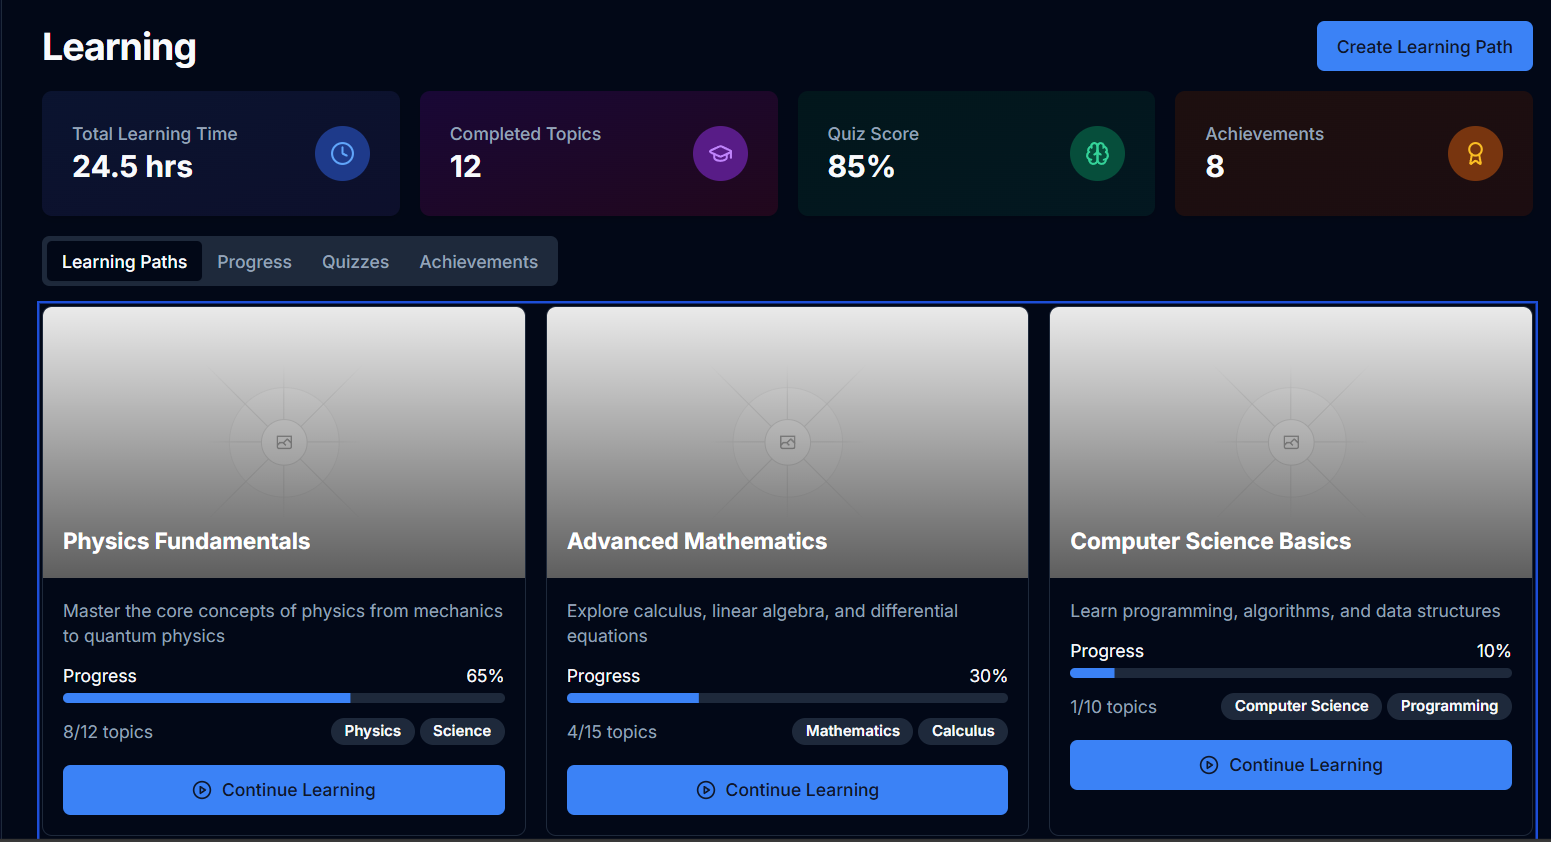 Learning
Create Learning Path
Total Learning Time
24.5 hrs
Completed Topics
12
Quiz Score
85%
Achievements
8
Learning Paths
Progress
Quizzes
Achievements
Physics Fundamentals
Master the core concepts of physics from mechanics
to quantum physics
Progress
65%
8/12 topics
Physics
Science
Continue Learning
Advanced Mathematics
Explore calculus, linear algebra, and differential
equations
Progress
30%
4/15 topics
Mathematics
Calculus
Continue Learning
Computer Science Basics
Learn programming, algorithms, and data structures
Progress
10%
1/10 topics
Computer Science
Programming
Continue Learning